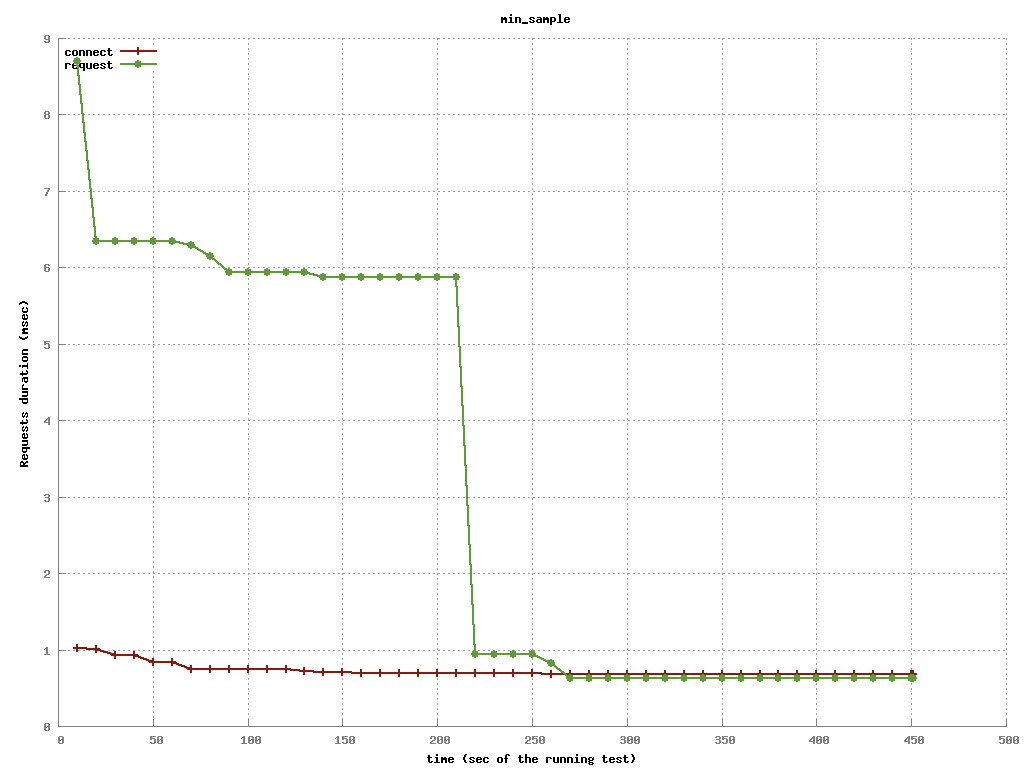 min_sample
connect
request
9
8
7
6
5
4
3
2
1
0
Requests duration (msec)
0 50 100 150 200 250 300 350 400 450 500
time (sec of the running test)